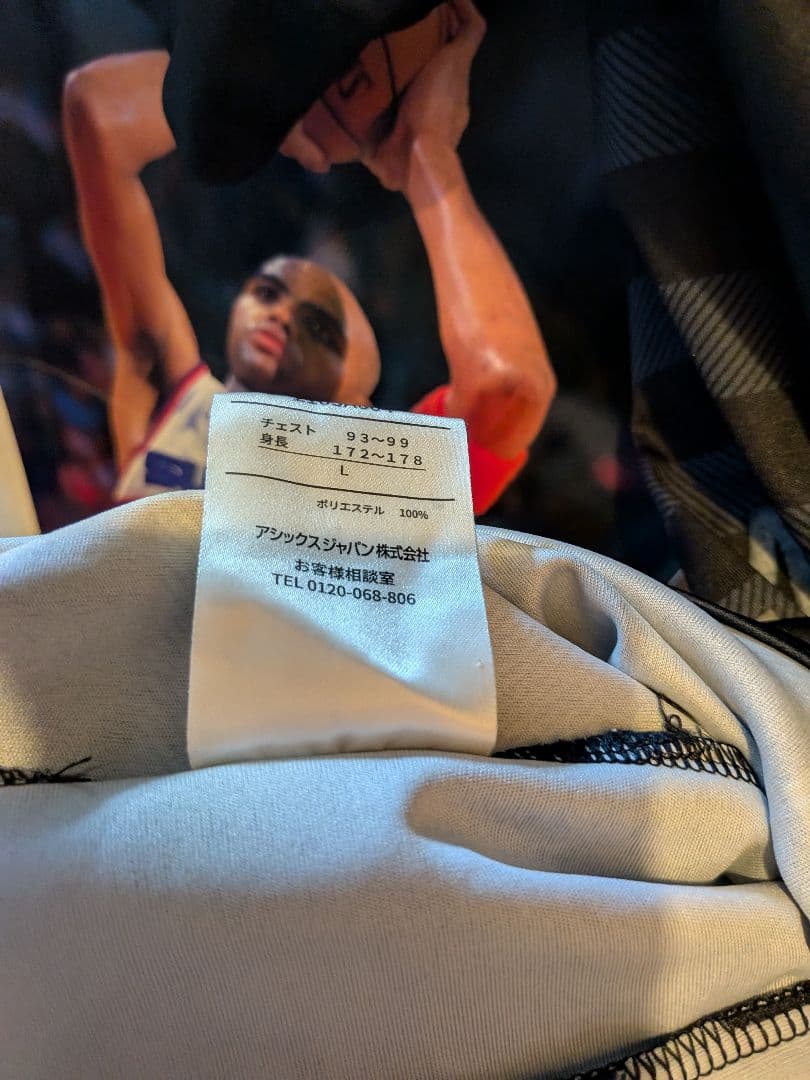 チェスト 93～99
身長 172～178
L
ポリエステル 100%
アシックスジャパン株式会社
お客様相談室
TEL 0120-068-806